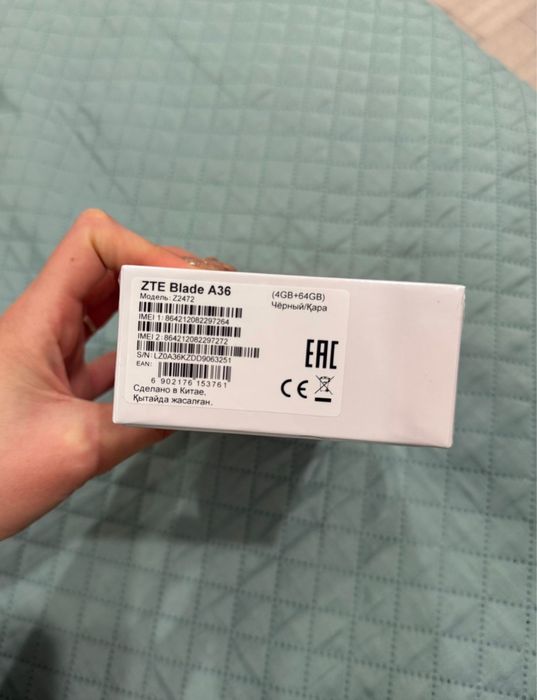 ZTE Blade A36
(4GB+64GB)
Модель: Z2472
Чёрный/Қара
IMEI 1: 864212082297264
IMEI 2: 864212082297272
S/N: LZ0A36KZDD9063251
EAN:
6 902176 153761
Сделано в Китае.
Қытайда жасалған.
EAC
CE